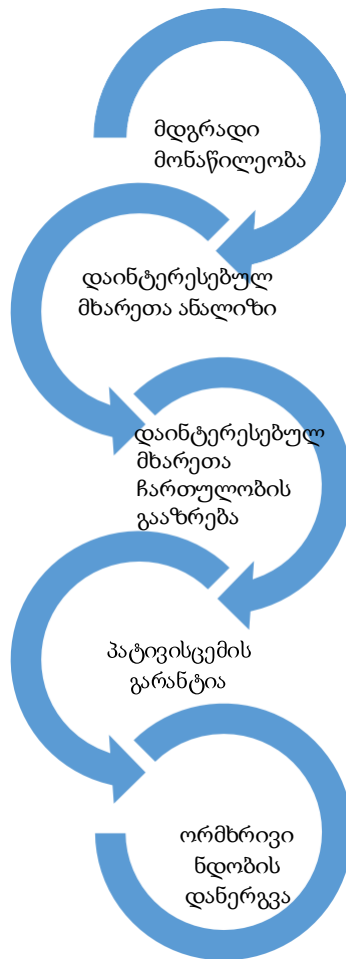 მდგრადი
მონაწილეობა
დაინტერესებულ
მხარეთა ანალიზი
დაინტერესებულ
მხარეთა
ჩართულობის
გააზრება
პატივისცემის
გარანტია
ორმხრივი
ნდობის
დანერგვა